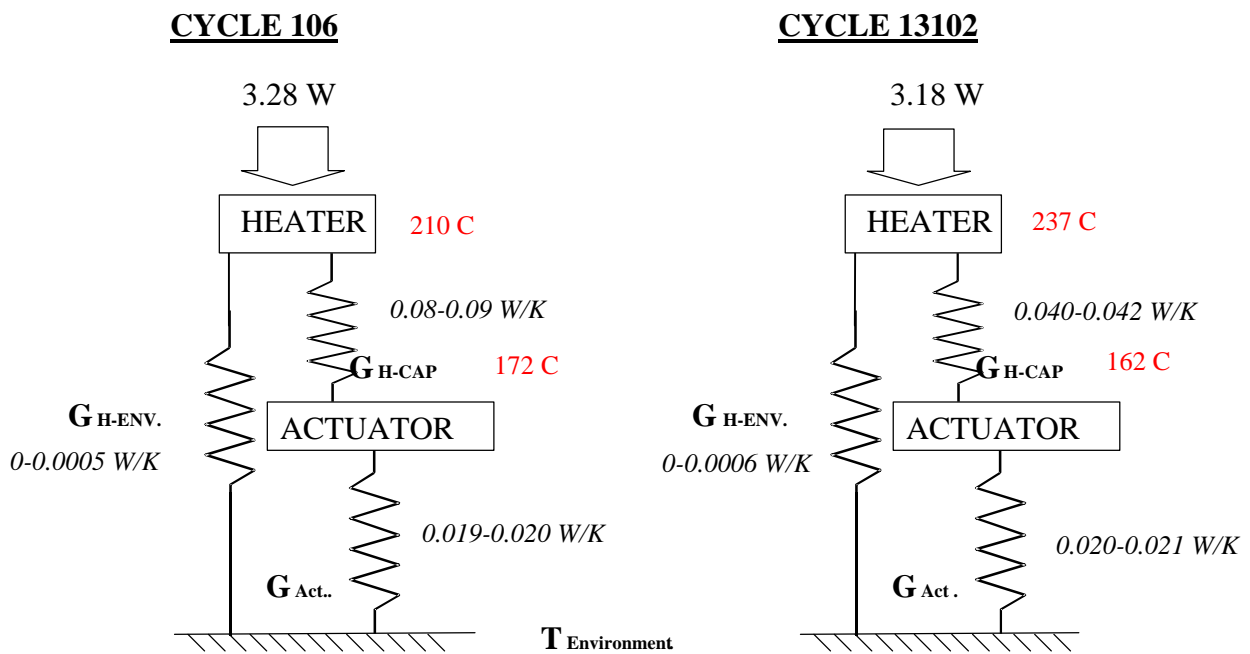 CYCLE 106
3.28 W
HEATER
210 C
0.08-0.09 W/K
G H-CAP
172 C
G H-ENV.
0-0.0005 W/K
ACTUATOR
0.019-0.020 W/K
G Act..
CYCLE 13102
3.18 W
HEATER
237 C
0.040-0.042 W/K
G H-CAP
162 C
G H-ENV.
0-0.0006 W/K
ACTUATOR
0.020-0.021 W/K
G Act .
T Environment.